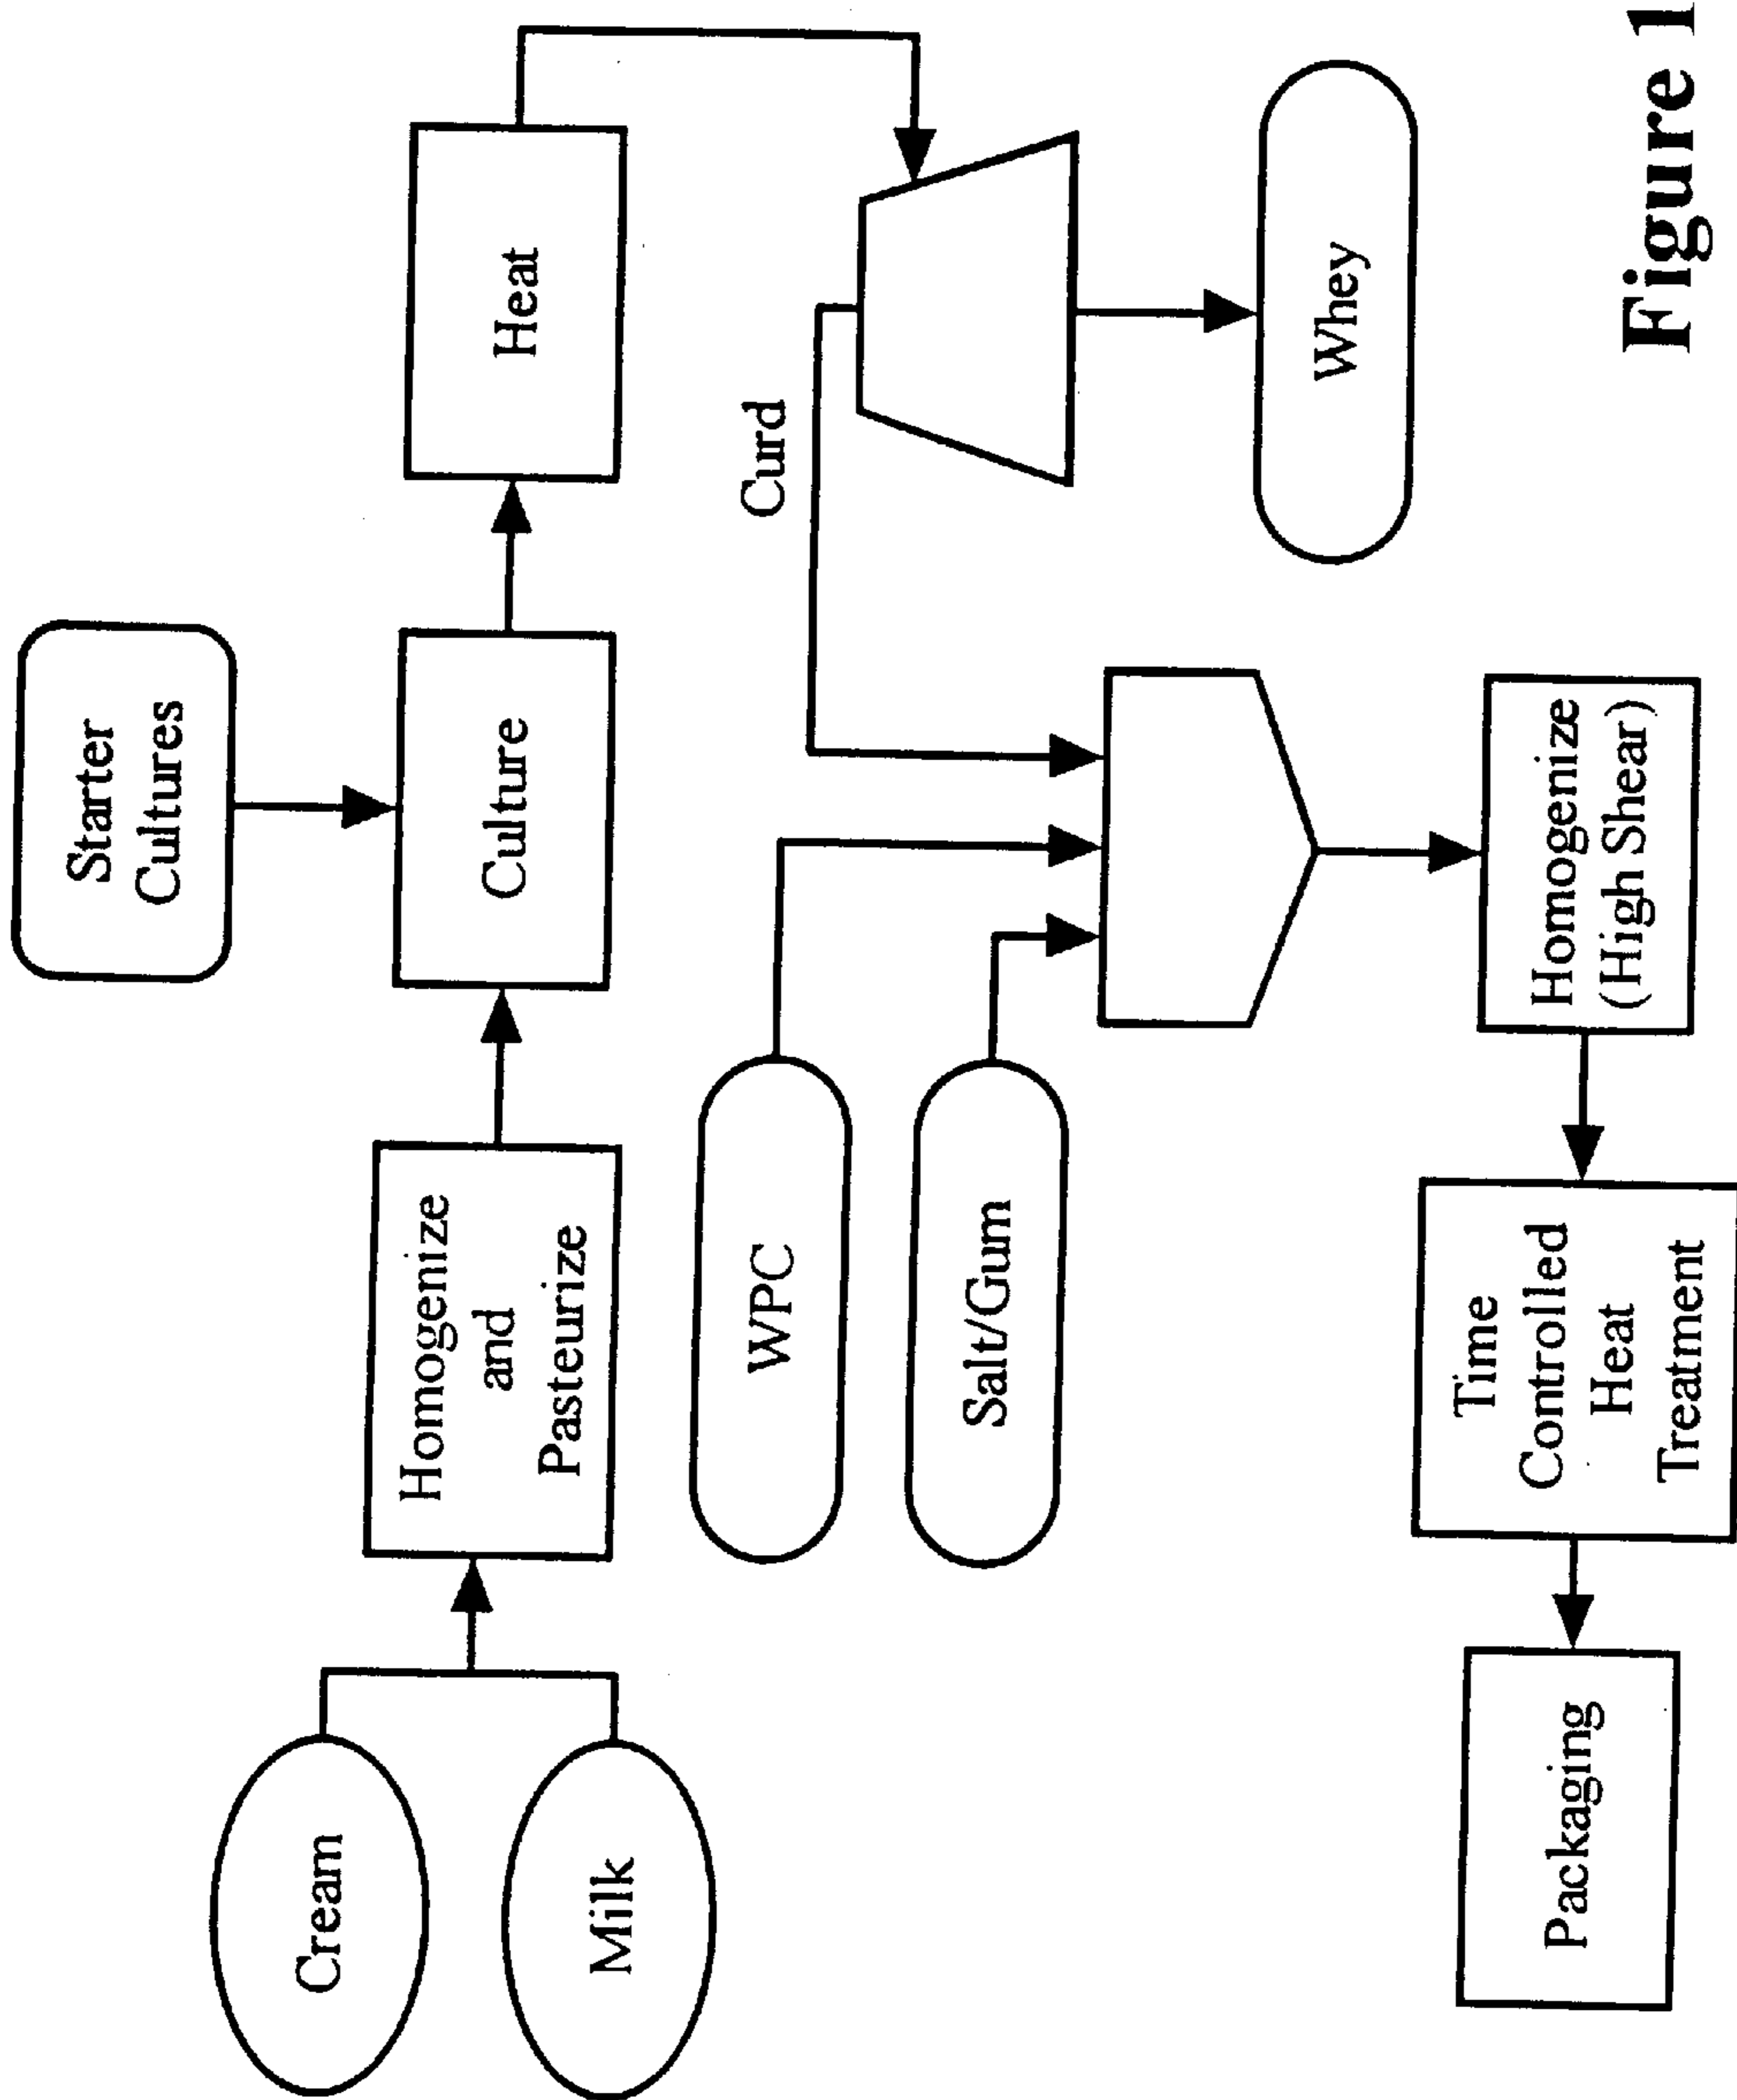 Cream
Milk
Homogenize
and
Pasteurize
Starter
Cultures
Culture
Heat
Curd
WPC
Salt/Gum
Whey
Homogenize
(High Shear)
Time
Controlled
Heat
Treatment
Packaging
Figure 1